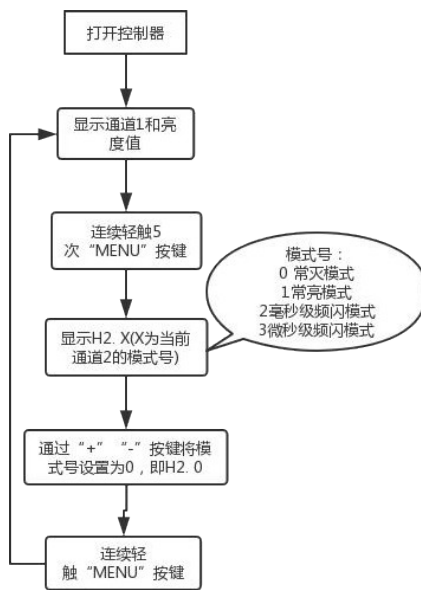 打开控制器
显示通道1和亮
度值
连续轻触5
次“MENU”按键
模式号：
0 常灭模式
1常亮模式
2毫秒级频闪模式
3微秒级频闪模式
显示H2. X(X为当前
通道2的模式号)
通过“+”“-”按键将模
式号设置为0，即H2. 0
连续轻
触“MENU”按键